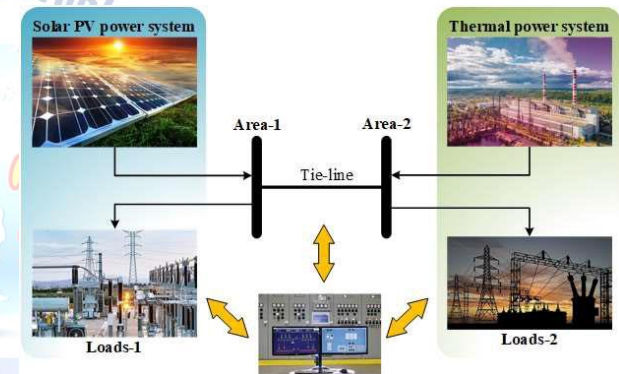 Solar PV power system
Thermal power system
Area-1
Area-2
Tie-line
Loads-1
Loads-2